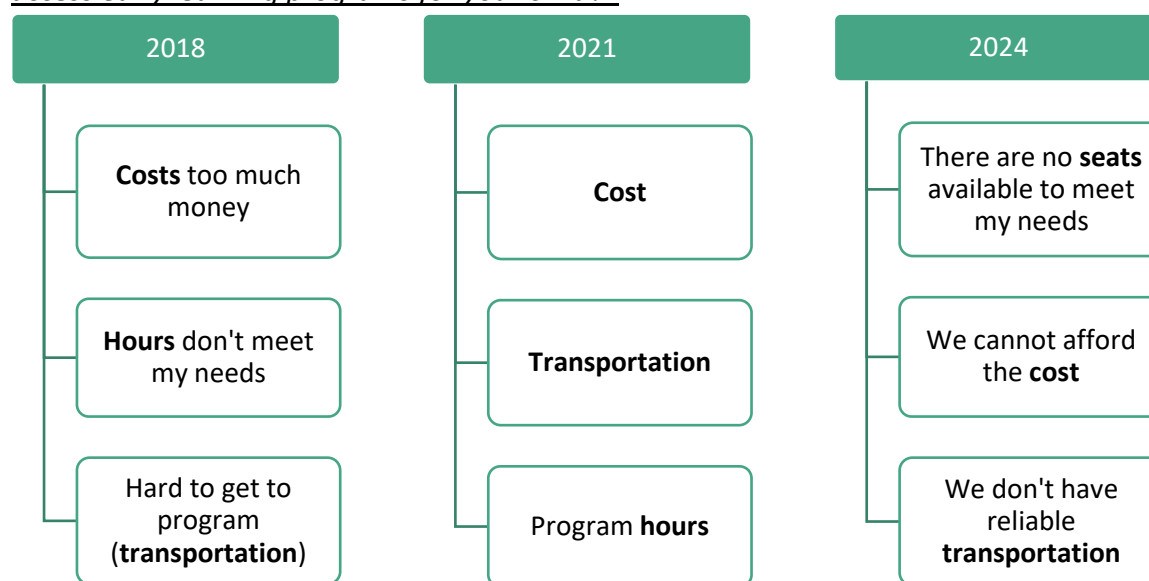 2018
Costs too much
money
Hours don't meet
my needs
Hard to get to
program
(transportation)
2021
Cost
Transportation
Program hours
2024
There are no seats
available to meet
my needs
We cannot afford
the cost
We don't have
reliable
transportation